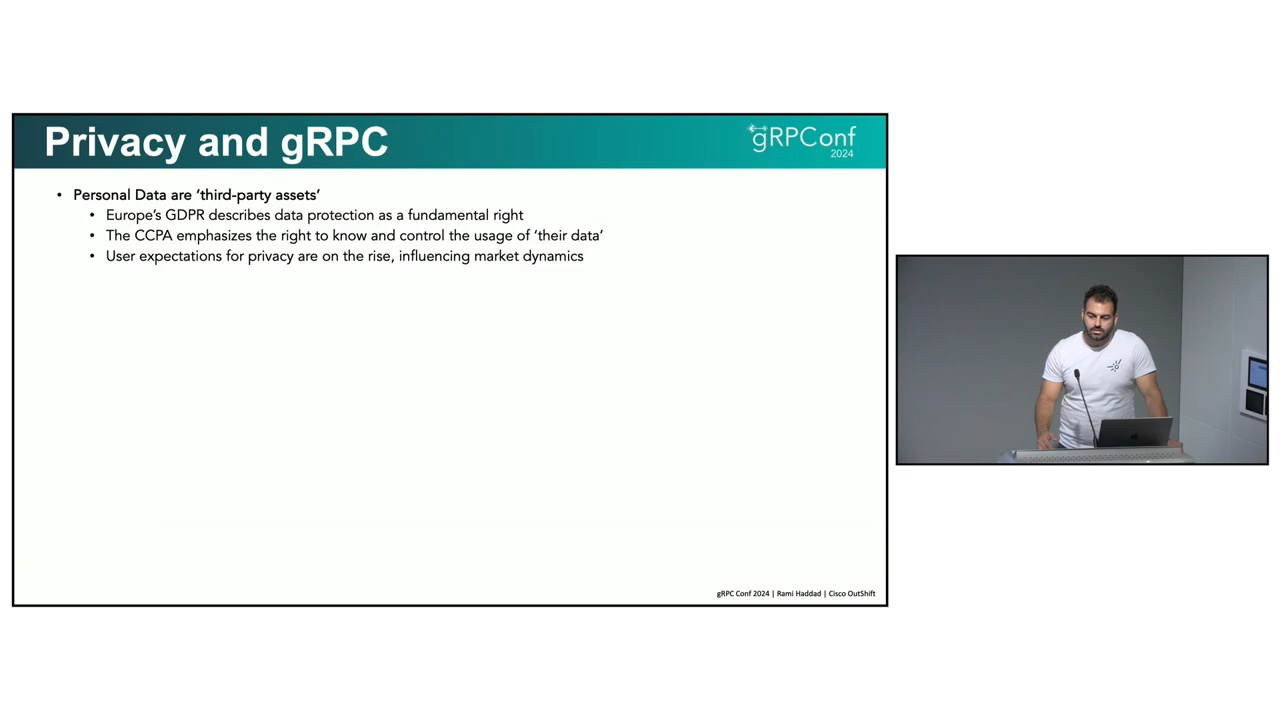 Privacy and gRPC
gRPConf
2024
• Personal Data are ‘third-party assets’
• Europe’s GDPR describes data protection as a fundamental right
• The CCPA emphasizes the right to know and control the usage of ‘their data’
• User expectations for privacy are on the rise, influencing market dynamics
gRPC Conf 2024 | Rami Haddad | Cisco OutShift